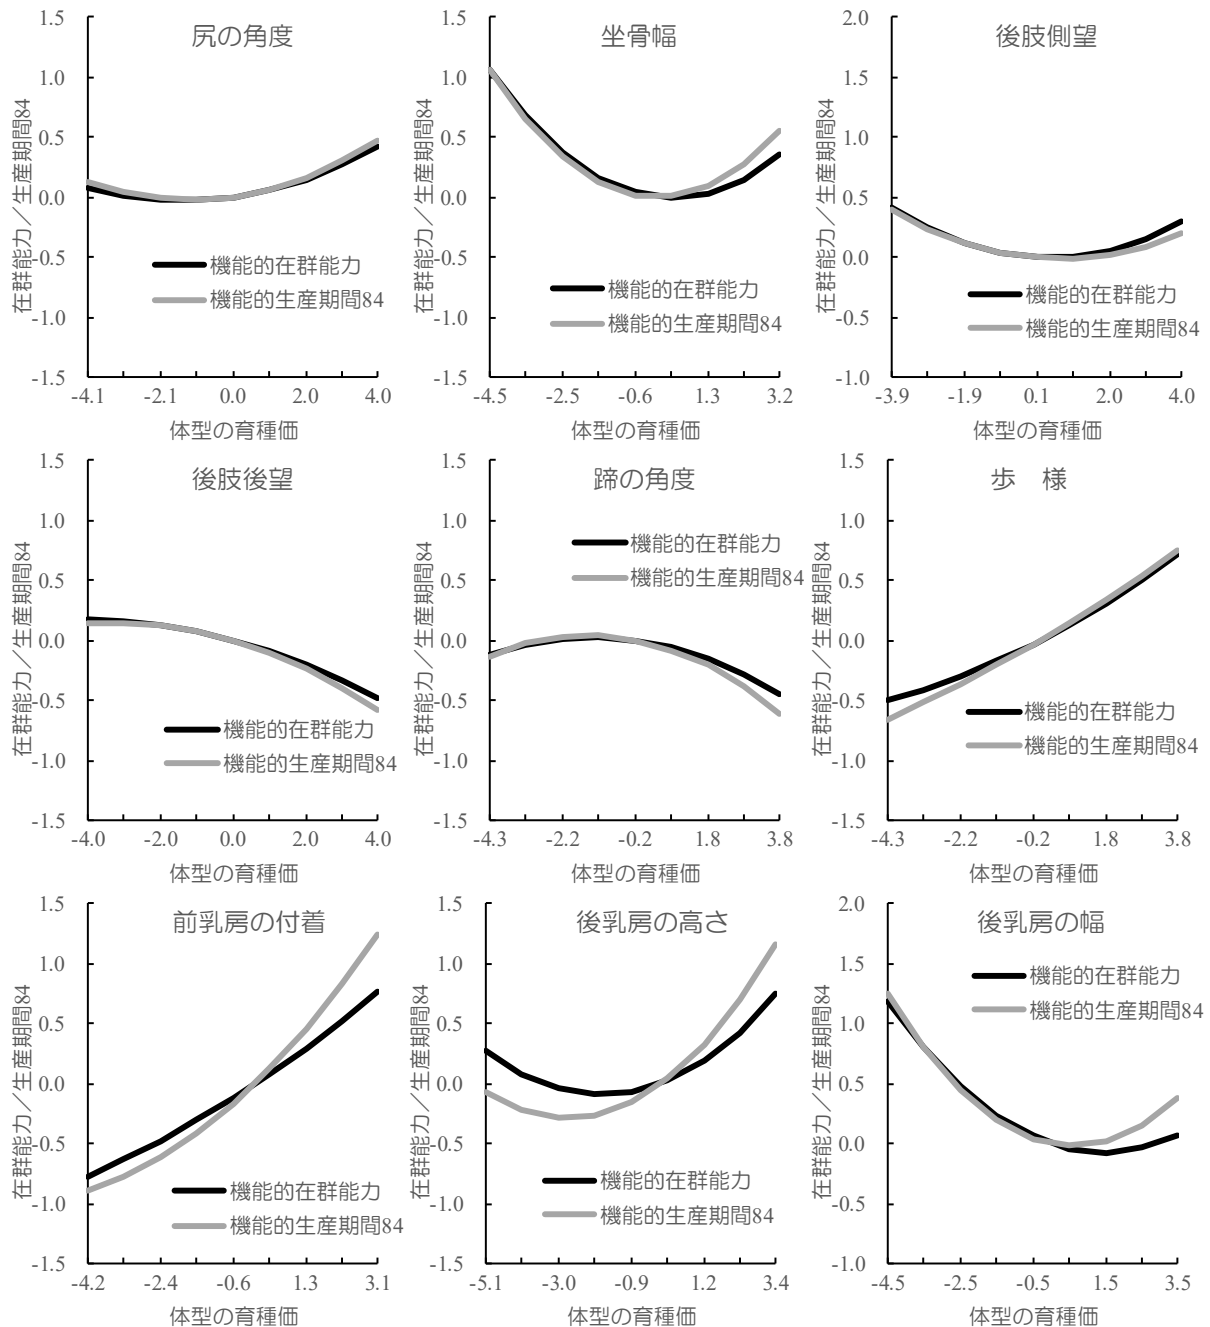 尻の角度
1.5
1.0
0.5
0.0
-0.5
-1.0
-1.5
在群能力／生産期間84
機能的在群能力
機能的生産期間84
-4.1 -2.1 0.0 2.0 4.0
体型の育種価
坐骨幅
1.5
1.0
0.5
0.0
-0.5
-1.0
-1.5
在群能力／生産期間84
機能的在群能力
機能的生産期間84
-4.5 -2.5 -0.6 1.3 3.2
体型の育種価
後肢側望
2.0
1.5
1.0
0.5
0.0
-0.5
-1.0
在群能力／生産期間84
機能的在群能力
機能的生産期間84
-3.9 -1.9 0.1 2.0 4.0
体型の育種価
後肢後望
1.5
1.0
0.5
0.0
-0.5
-1.0
-1.5
在群能力／生産期間84
機能的在群能力
機能的生産期間84
-4.0 -2.0 0.0 2.0 4.0
体型の育種価
蹄の角度
1.5
1.0
0.5
0.0
-0.5
-1.0
-1.5
在群能力／生産期間84
機能的在群能力
機能的生産期間84
-4.3 -2.2 -0.2 1.8 3.8
体型の育種価
歩　様
1.5
1.0
0.5
0.0
-0.5
-1.0
-1.5
在群能力／生産期間84
機能的在群能力
機能的生産期間84
-4.3 -2.2 -0.2 1.8 3.8
体型の育種価
前乳房の付着
1.5
1.0
0.5
0.0
-0.5
-1.0
-1.5
在群能力／生産期間84
機能的在群能力
機能的生産期間84
-4.2 -2.4 -0.6 1.3 3.1
体型の育種価
後乳房の高さ
1.5
1.0
0.5
0.0
-0.5
-1.0
-1.5
在群能力／生産期間84
機能的在群能力
機能的生産期間84
-5.1 -3.0 -0.9 1.2 3.4
体型の育種価
後乳房の幅
2.0
1.5
1.0
0.5
0.0
-0.5
-1.0
在群能力／生産期間84
機能的在群能力
機能的生産期間84
-4.5 -2.5 -0.5 1.5 3.5
体型の育種価